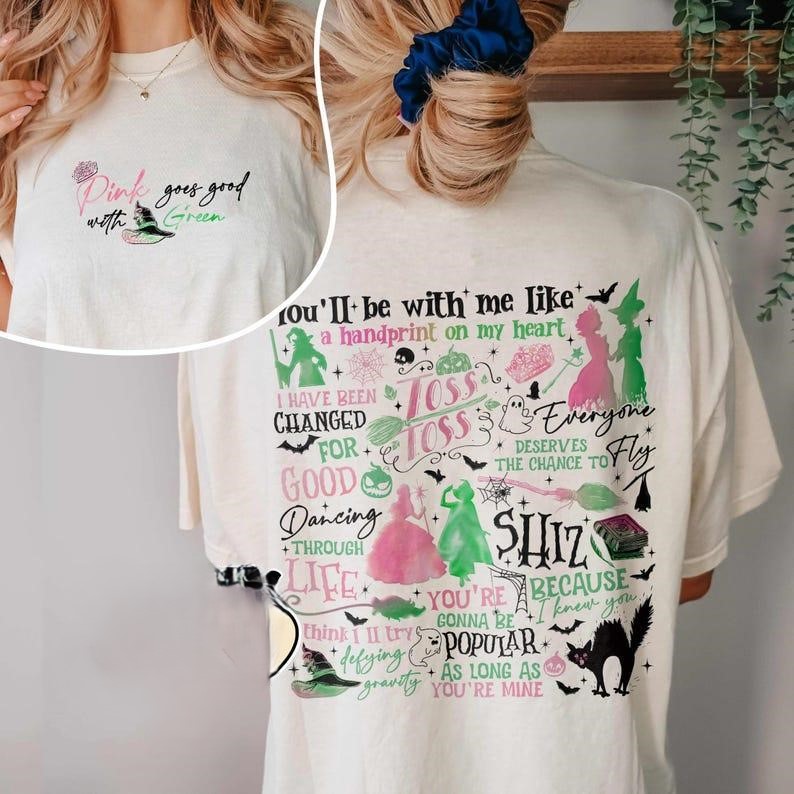 Pink goes good
with Green
You'll be with me like
a handprint on my heart
I HAVE BEEN
CHANGED
FOR
GOOD
TOSS
TOSS
Everyone
DESERVES
THE CHANCE TO
Fly
Dancing
THROUGH
LIFE
SHIZ
BECAUSE
I knew you
YOU'RE
GONNA BE
POPULAR
AS LONG AS
YOU'RE MINE
think I ll try
defying
gravity